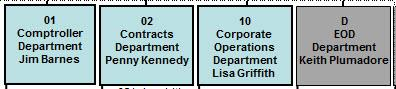 01
Comptroller
Department
Jim Barnes
02
Contracts
Department
Penny Kennedy
10
Corporate
Operations
Department
Lisa Griffith
D
EOD
Department
Keith Plumadore